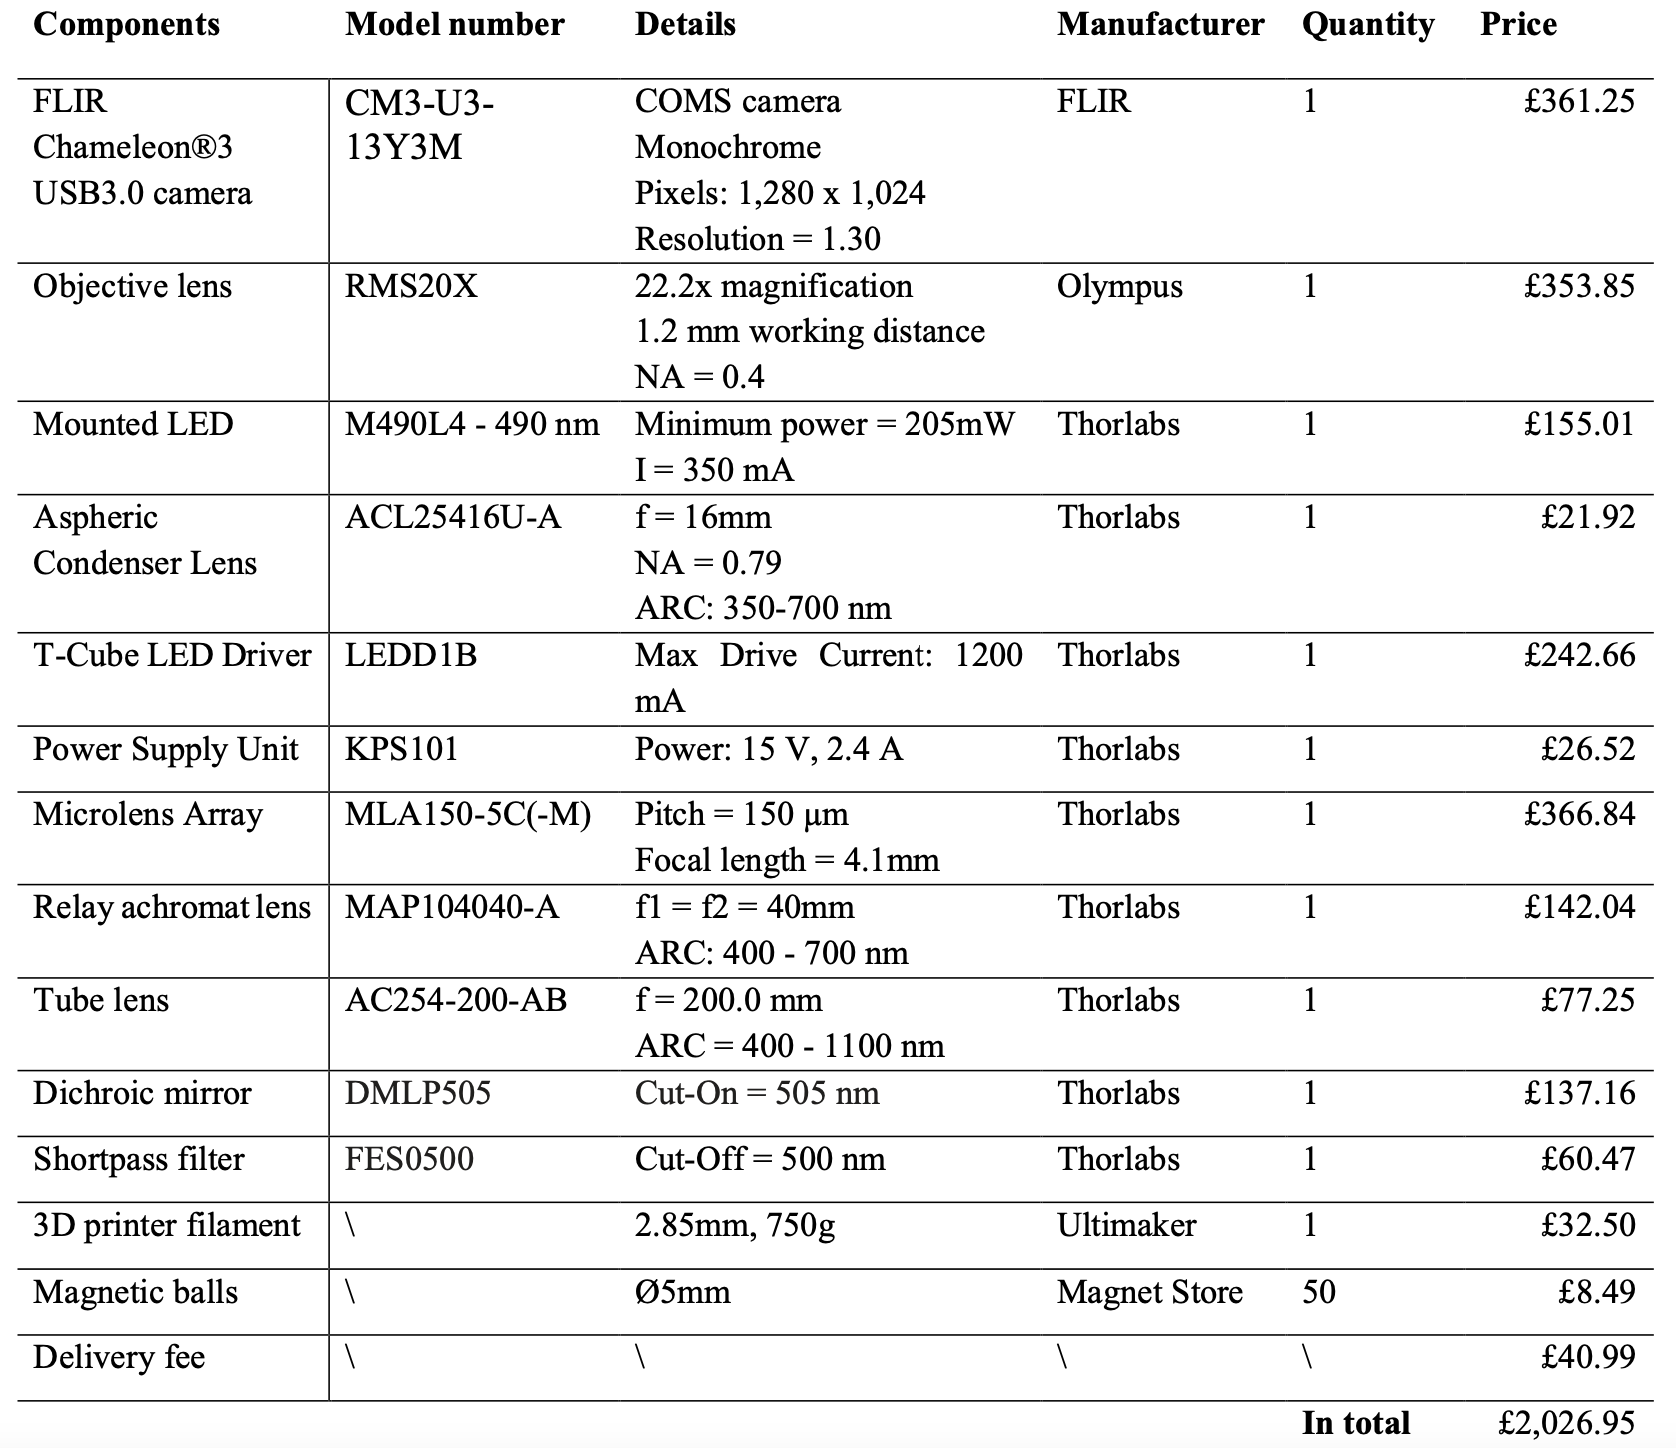 Components Model number Details Manufacturer Quantity Price
FLIR CM3-U3- COMS camera FLIR 1 £361.25
Chameleon®3 13Y3M Monochrome
USB3.0 camera Pixels: 1,280 x 1,024
Resolution = 1.30
Objective lens RMS20X 22.2x magnification Olympus 1 £353.85
1.2 mm working distance
NA = 0.4
Mounted LED M490L4 - 490 nm Minimum power = 205mW Thorlabs 1 £155.01
I = 350 mA
Aspheric ACL25416U-A f = 16mm Thorlabs 1 £21.92
Condenser Lens NA = 0.79
ARC: 350-700 nm
T-Cube LED Driver LEDD1B Max Drive Current: 1200 Thorlabs 1 £242.66
mA
Power Supply Unit KPS101 Power: 15 V, 2.4 A Thorlabs 1 £26.52
Microlens Array MLA150-5C(-M) Pitch = 150 μm Thorlabs 1 £366.84
Focal length = 4.1mm
Relay achromat lens MAP104040-A f1 = f2 = 40mm Thorlabs 1 £142.04
ARC: 400 - 700 nm
Tube lens AC254-200-AB f = 200.0 mm Thorlabs 1 £77.25
ARC = 400 - 1100 nm
Dichroic mirror DMLP505 Cut-On = 505 nm Thorlabs 1 £137.16
Shortpass filter FES0500 Cut-Off = 500 nm Thorlabs 1 £60.47
3D printer filament \ 2.85mm, 750g Ultimaker 1 £32.50
Magnetic balls \ Ø5mm Magnet Store 50 £8.49
Delivery fee \ \ \ \ £40.99
In total £2,026.95